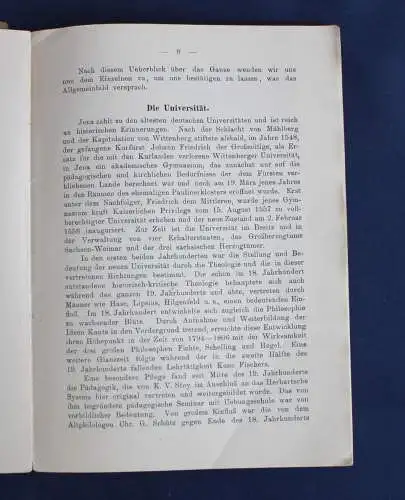 — 9 —
Nach diesem Ueberblick über das Ganze wenden wir uns
nun dem Einzelnen zu, um uns bestätigen zu lassen, was das
Allgemeinbild versprach.
Die Universität.
Jena zählt zu den ältesten deutschen Universitäten und ist reich
an historischen Erinnerungen. Nach der Schlacht von Mühlberg
und der Kapitulation von Wittenberg stiftete alsbald, im Jahre 1548,
der gefangene Kurfürst Johann Friedrich der Großmütige, als Er-
satz für die mit den Kurlanden verlorene Wittenberger Universität,
in Jena ein akademisches Gymnasium, das zunächst nur auf die
pädagogischen und kirchlichen Bedürfnisse der dem Fürsten ver-
bliebenen Lande berechnet war und noch am 19. März jenes Jahres
in den Räumen des ehemaligen Paulinerklosters eröffnet wurde. Erst
unter dem Nachfolger, Friedrich dem Mittleren, wurde jenes Gym-
nasium kraft Kaiserlichen Privilegs vom 15. August 1557 zu voll-
berechtigter Universität erhoben und der neue Zustand am 2. Februar
1558 inauguriert. Zur Zeit ist die Universität im Besitz und in
der Verwaltung von vier Erhalterstaaten, des Großherzogtums
Sachsen-Weimar und der drei sächsischen Herzogtümer.
In den ersten beiden Jahrhunderten war die Stellung und Be-
deutung der neuen Universität durch die Theologie und die in dieser
vertretenen Richtungen bestimmt. Die schon im 18. Jahrhundert
entstandene historisch-kritische Theologie behauptete sich auch
während des ganzen 19. Jahrhunderts und übte, vertreten durch
Männer wie Hase, Lipsius, Hilgenfeld u. a., einen bedeutenden Ein-
fluß. Im 18. Jahrhundert entwickelte sich zugleich die Philosophie
zu wachsender Blüte. Durch Aufnahme und Weiterbildung der
Ideen Kants in den Vordergrund tretend, erreichte diese Entwicklung
ihren Höhepunkt in der Zeit von 1794—1806 mit der Wirksamkeit
der drei großen Philosophen Fichte, Schelling und Hegel. Eine
weitere Glanzzeit folgte während der in die zweite Hälfte des
19. Jahrhunderts fallenden Lehrtätigkeit Kuno Fischers.
Eine besondere Pflege fand seit Mitte des 19. Jahrhunderts
die Pädagogik, die von K. V. Stoy im Anschluß an das Herbartsche
System hier original vertreten und weitergebildet wurde. Das von
ihm begründete pädagogische Seminar mit Uebungsschule war von
vorbildlicher Bedeutung. Von großem Einfluß war die von dem
Altphilologen Chr. G. Schütz gegen Ende des 18. Jahrhunderts